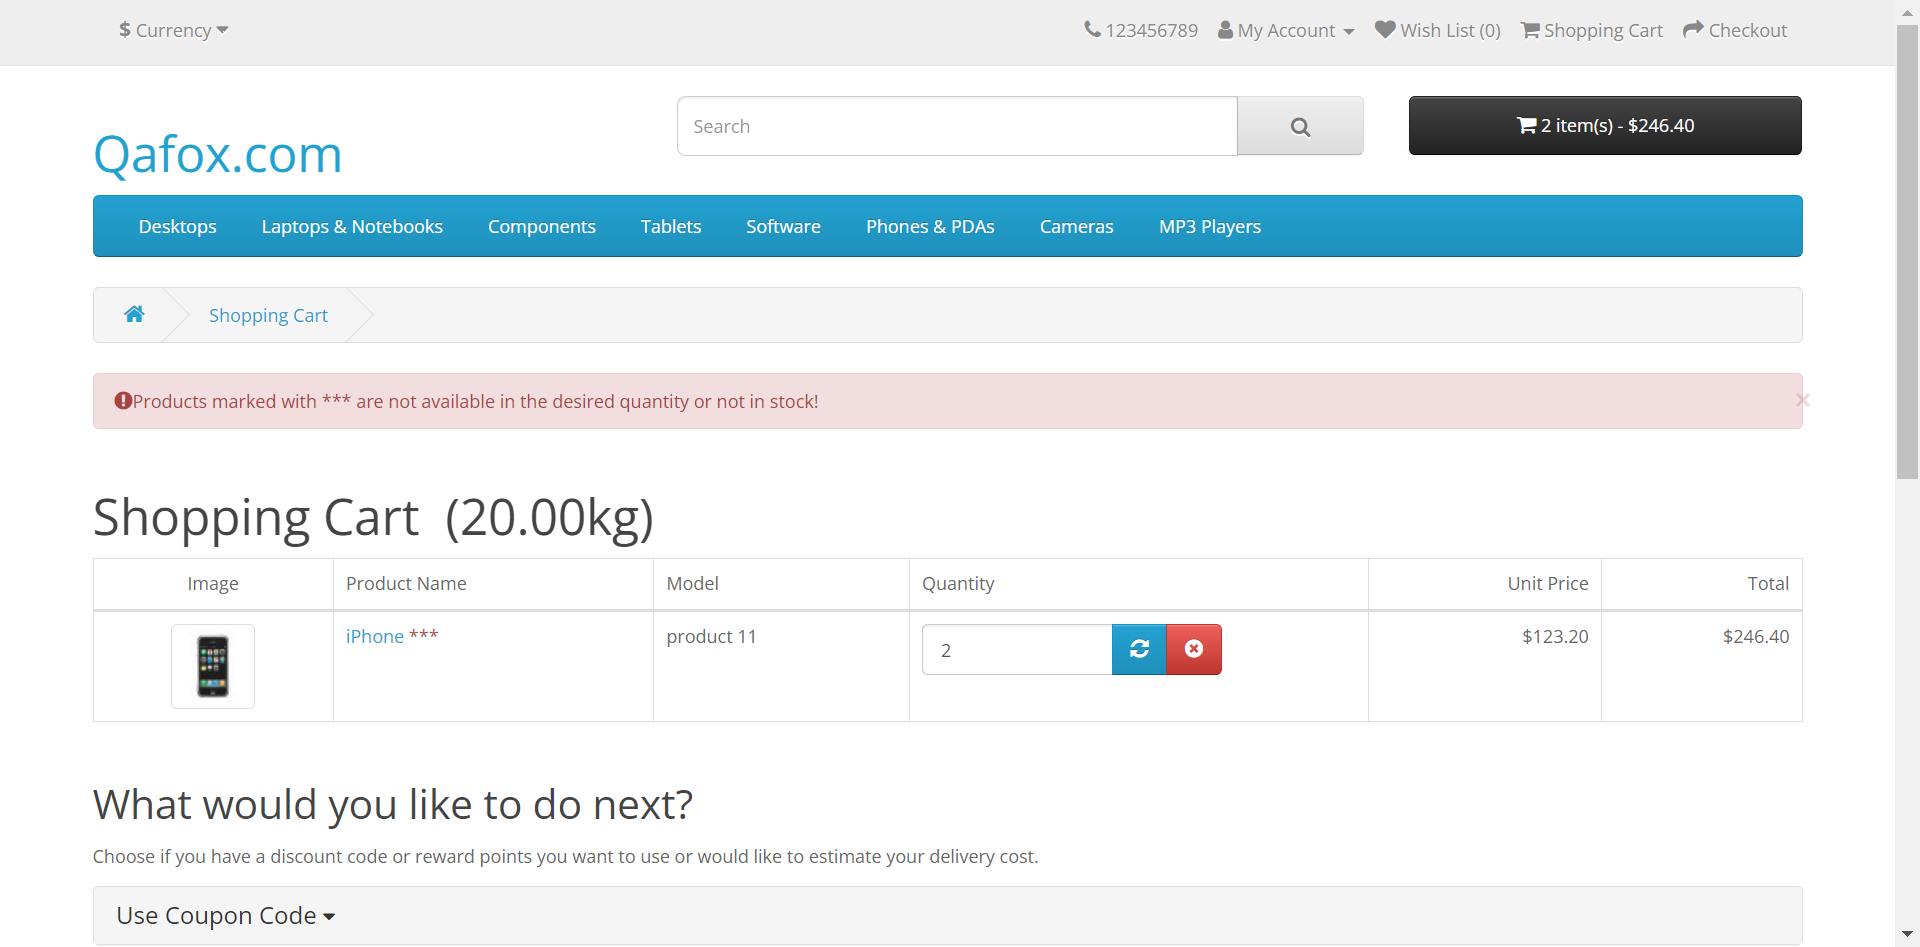 $ Currency
123456789 My Account Wish List (0) Shopping Cart Checkout
Search
2 item(s) - $246.40
Qafox.com
Desktops Laptops & Notebooks Components Tablets Software Phones & PDAs Cameras MP3 Players
Shopping Cart
Products marked with *** are not available in the desired quantity or not in stock!
×
Shopping Cart (20.00kg)
Image Product Name Model Quantity Unit Price Total
iPhone *** product 11 2 $123.20 $246.40
What would you like to do next?
Choose if you have a discount code or reward points you want to use or would like to estimate your delivery cost.
Use Coupon Code